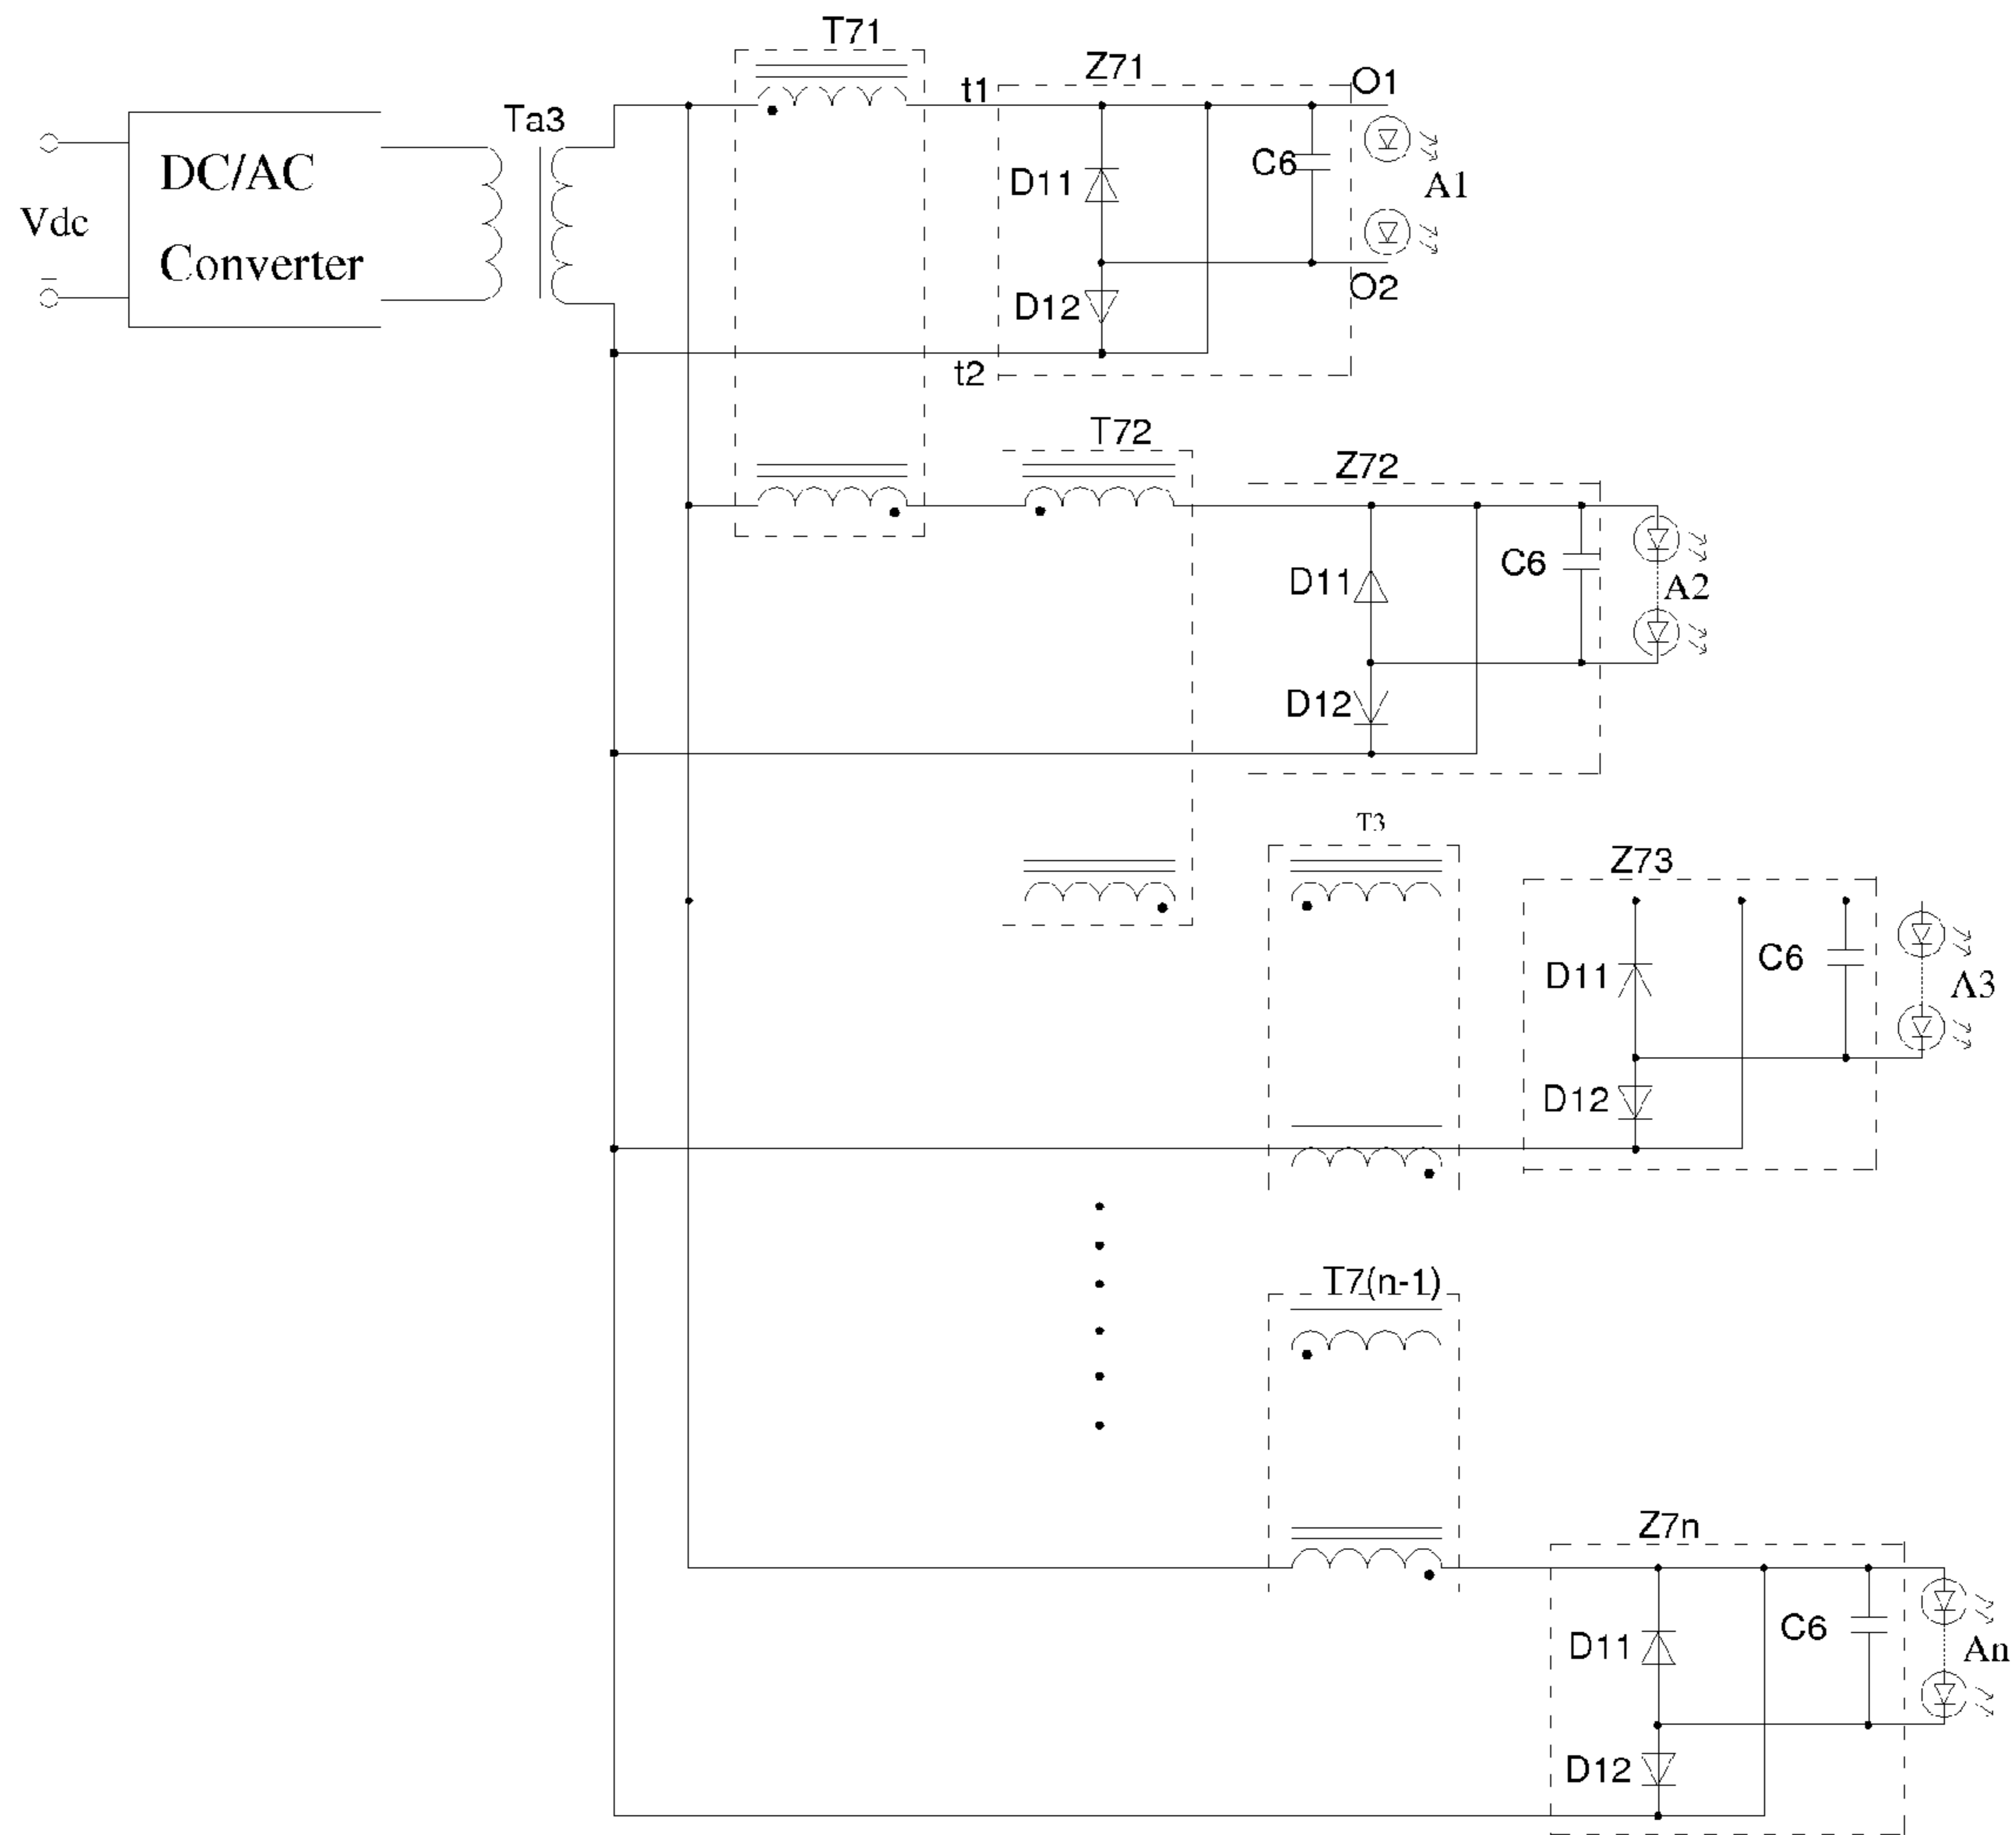 T71
Z71
t1
O1
Ta3
DC/AC
Converter
Vdc
D11
C6
A1
D12
O2
t2
T72
Z72
D11
C6
A2
D12
T3
Z73
D11
C6
A3
D12
T7(n-1)
Z7n
D11
C6
An
D12